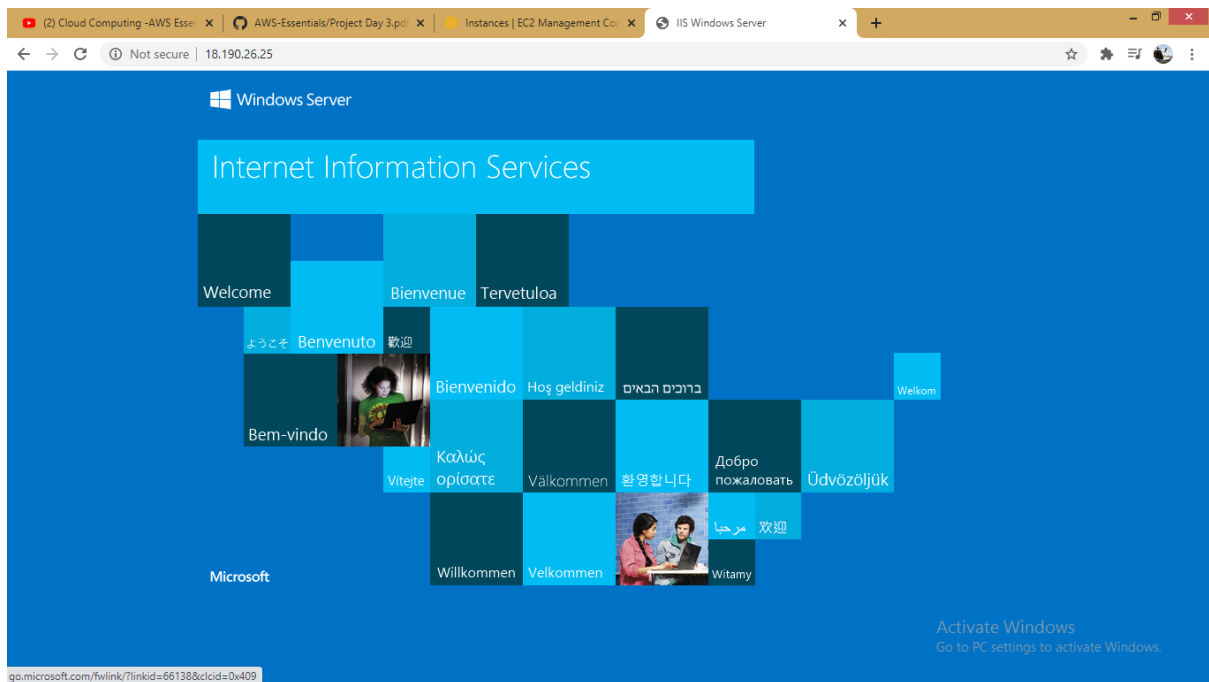 (2) Cloud Computing -AWS Esser
AWS-Essentials/Project Day 3.pd
Instances | EC2 Management Cor
IIS Windows Server
Not secure
18.190.26.25
Windows Server
Internet Information Services
Welcome
Bienvenue
Tervetuloa
ようこそ
Benvenuto
歡迎
Bienvenido
Hoş geldiniz
ברוכים הבאים
Welkom
Bem-vindo
Vítejte
Καλώς
ορίσατε
Välkommen
환영합니다
Добро
пожаловать
Üdvözöljük
مرحبا
欢迎
Willkommen
Velkommen
Witamy
Microsoft
Activate Windows
Go to PC settings to activate Windows.
go.microsoft.com/fwlink/?linkid=66138&clcid=0x409